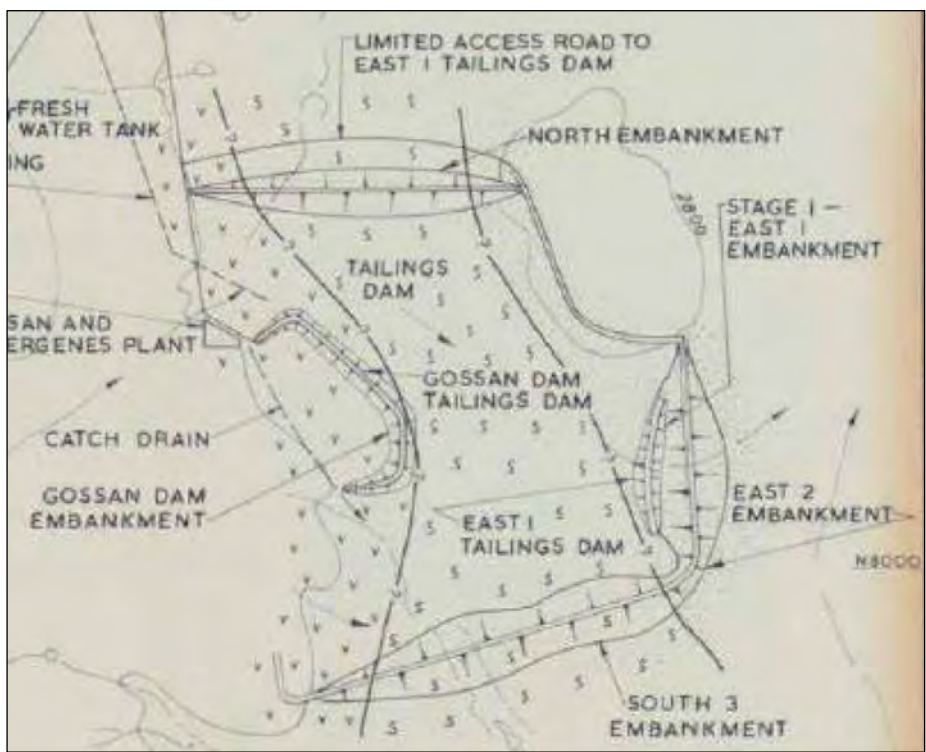 LIMITED ACCESS ROAD TO
EAST 1 TAILINGS DAM
FRESH
WATER TANK
ING
NORTH EMBANKMENT
2800
STAGE 1 –
EAST 1
EMBANKMENT
TAILINGS
DAM
SAN AND
ERGENES PLANT
GOSSAN DAM
TAILINGS DAM
CATCH DRAIN
GOSSAN DAM
EMBANKMENT
EAST 1
TAILINGS DAM
EAST 2
EMBANKMENT
N8000
SOUTH 3
EMBANKMENT